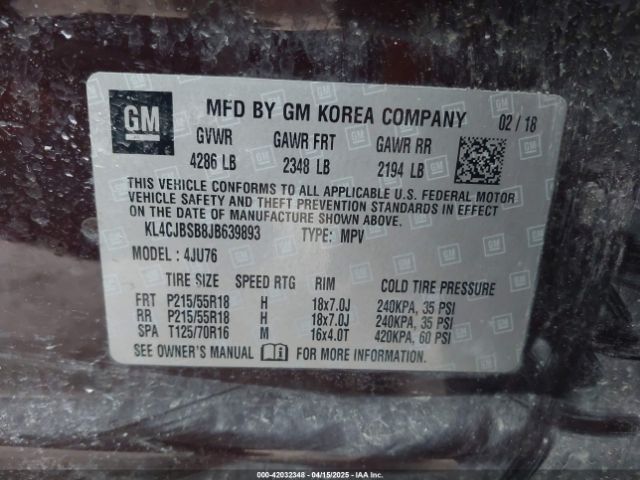 GM
MFD BY GM KOREA COMPANY 02 / 18
GVWR GAWR FRT GAWR RR
4286 LB 2348 LB 2194 LB
THIS VEHICLE CONFORMS TO ALL APPLICABLE U.S. FEDERAL MOTOR
VEHICLE SAFETY AND THEFT PREVENTION STANDARDS IN EFFECT
ON THE DATE OF MANUFACTURE SHOWN ABOVE.
KL4CJBSB8JB639893 TYPE: MPV
MODEL : 4JU76
TIRE SIZE SPEED RTG RIM COLD TIRE PRESSURE
FRT P215/55R18 H 18x7.0J 240KPA, 35 PSI
RR P215/55R18 H 18x7.0J 240KPA, 35 PSI
SPA T125/70R16 M 16x4.0T 420KPA, 60 PSI
SEE OWNER'S MANUAL FOR MORE INFORMATION.
000-42032348 - 04/15/2025 - IAA Inc.